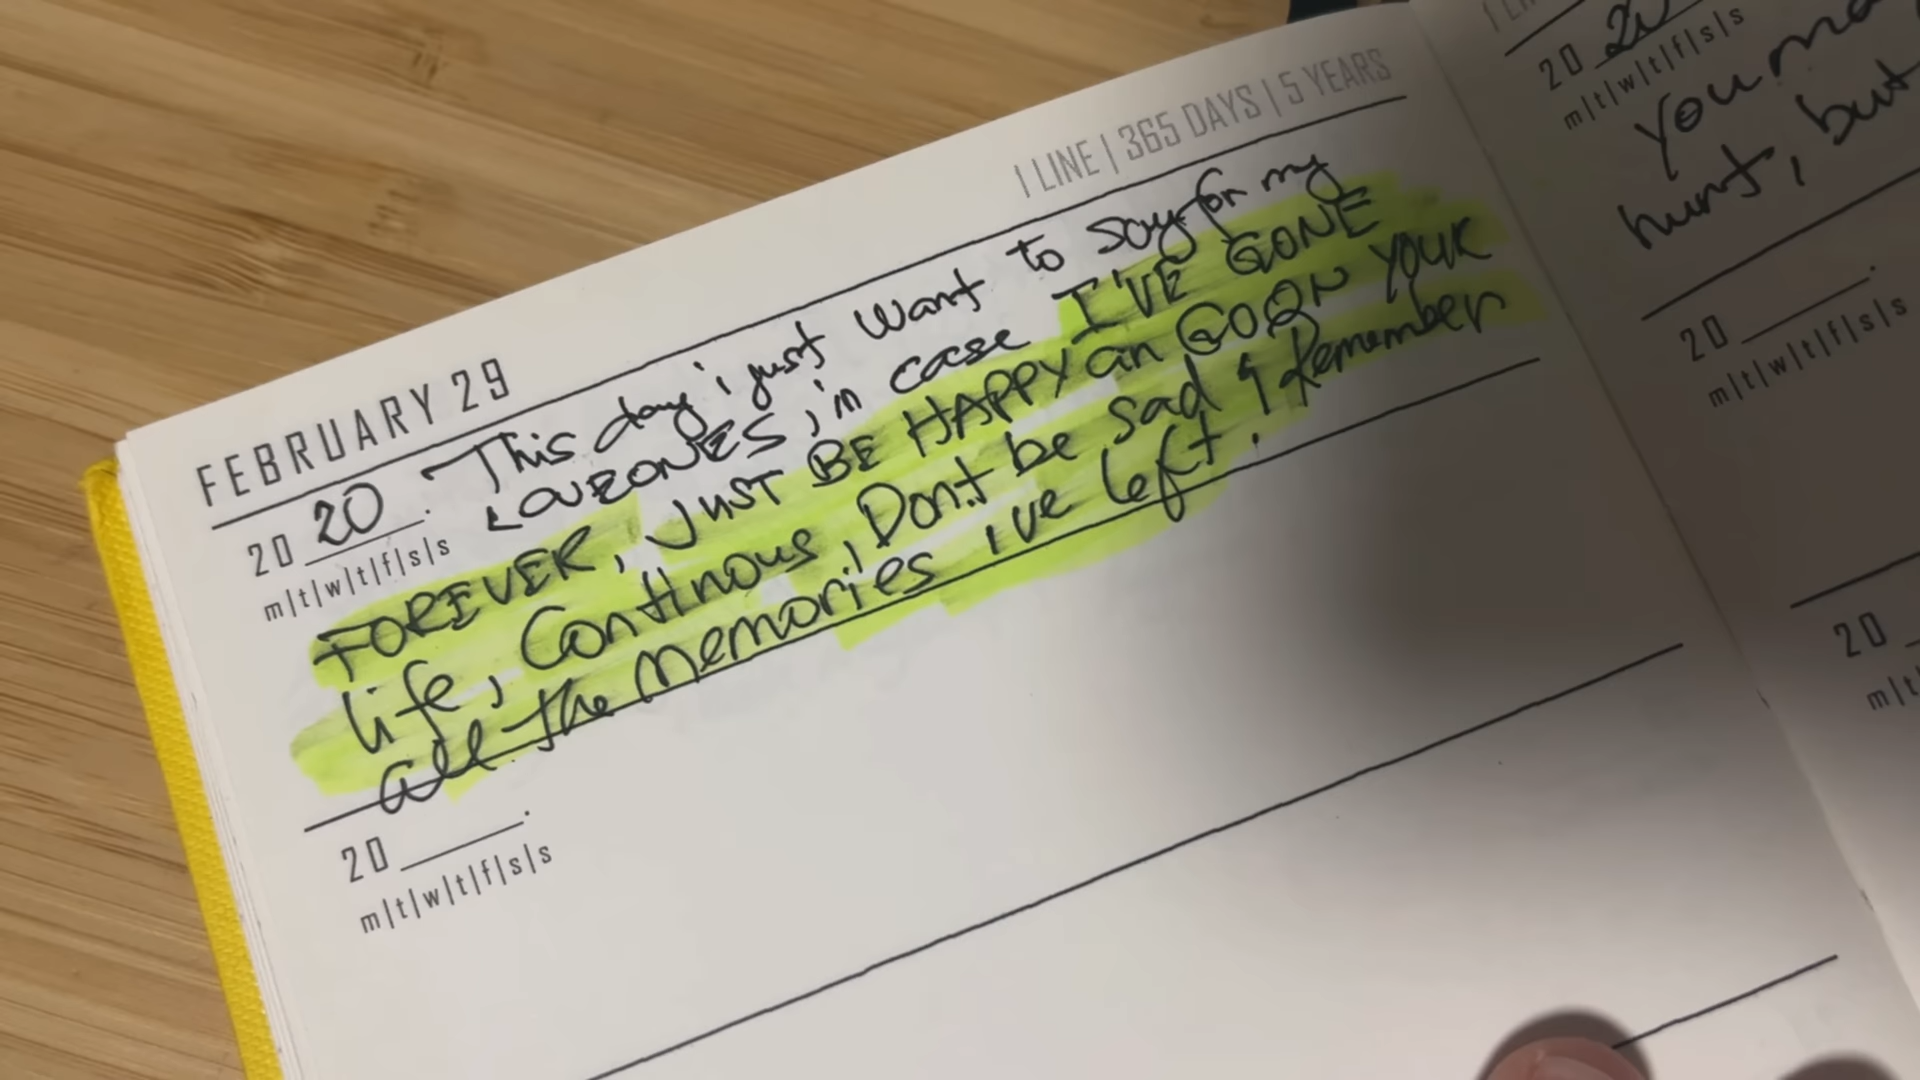 1 LINE | 365 DAYS | 5 YEARS
FEBRUARY 29
20 20 . This day i just want to say for my
m|t|w|t|f|s|s LOVEONES, in case I'VE GONE
FOREVER, JUST BE HAPPY an GOON YOUR
life, Continous, Dont be sad & Remember
all the Memories i've left.
20 .
m|t|w|t|f|s|s
20
m|t|w|t|f|s|s
you
hurt, but
20 .
m|t|w|t|f|s|s
20
m|t